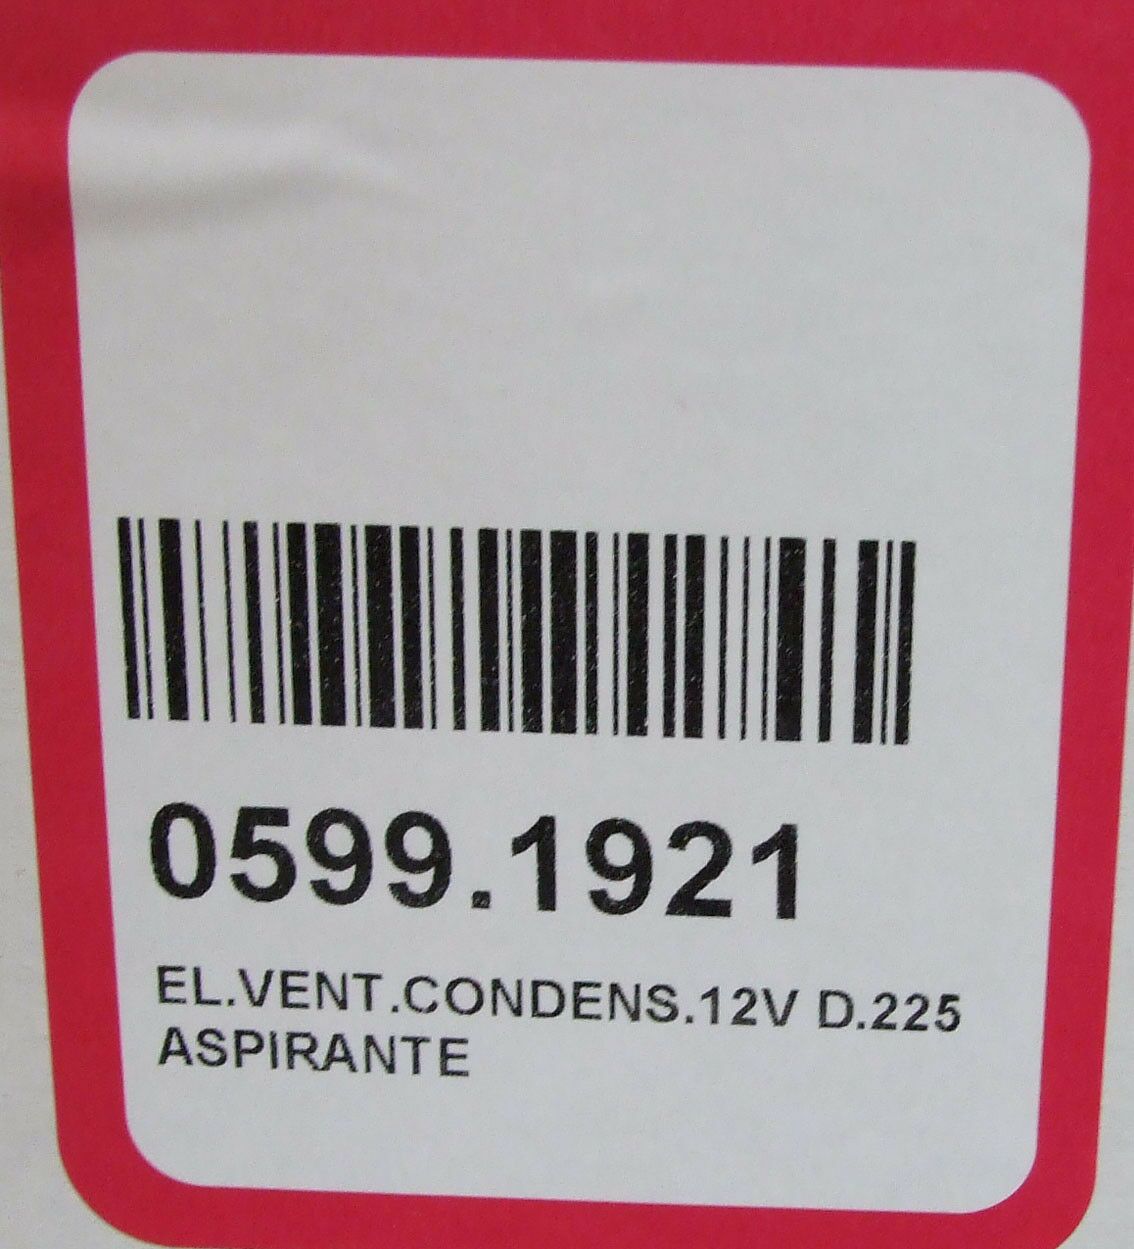 0599.1921
EL.VENT.CONDENS.12V D.225
ASPIRANTE